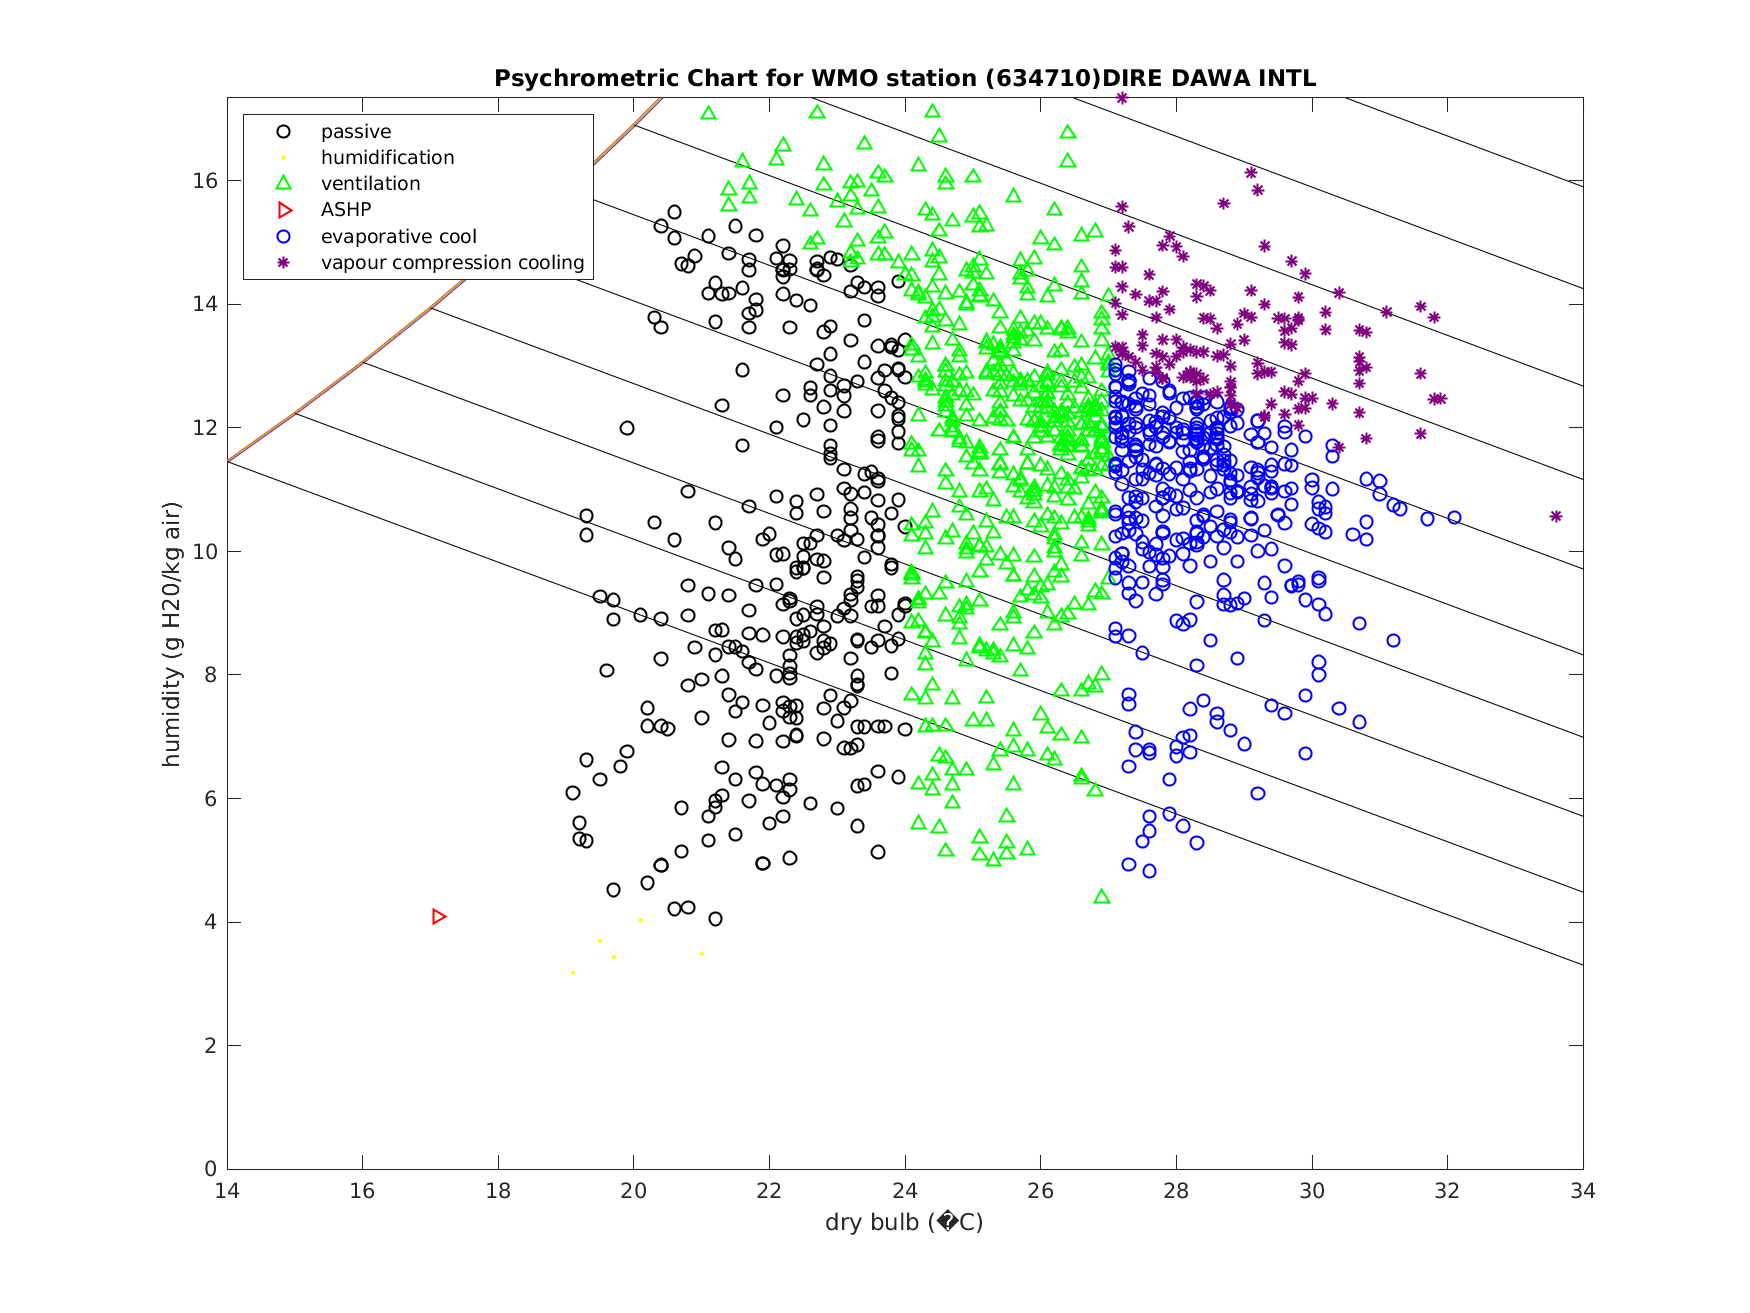 Psychrometric Chart for WMO station (634710)DIRE DAWA INTL
passive
humidification
ventilation
ASHP
evaporative cool
vapour compression cooling
humidity (g H20/kg air)
16
14
12
10
8
6
4
2
0
14 16 18 20 22 24 26 28 30 32 34
dry bulb (�C)